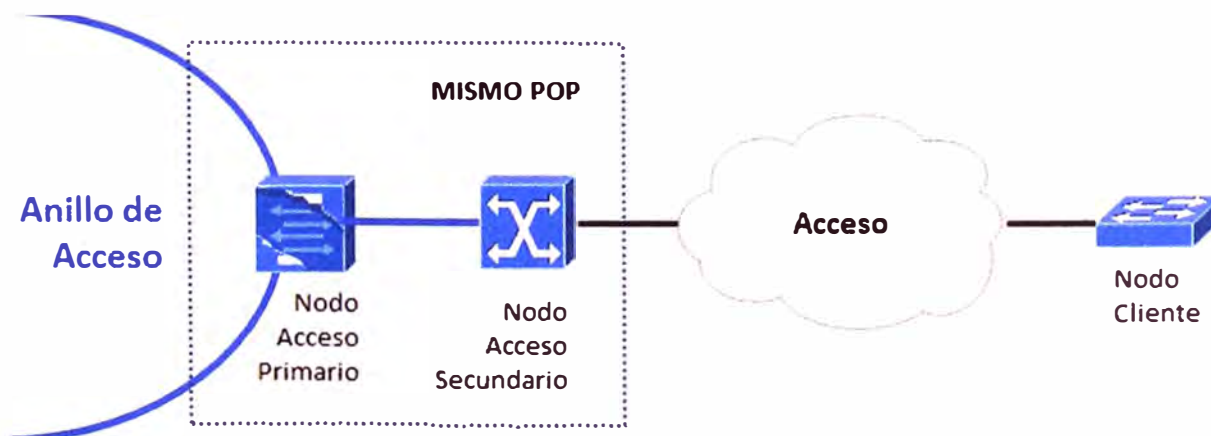 MISMO POP
Anillo de
Acceso
Nodo
Acceso
Primario
Nodo
Acceso
Secundario
Acceso
Nodo
Cliente